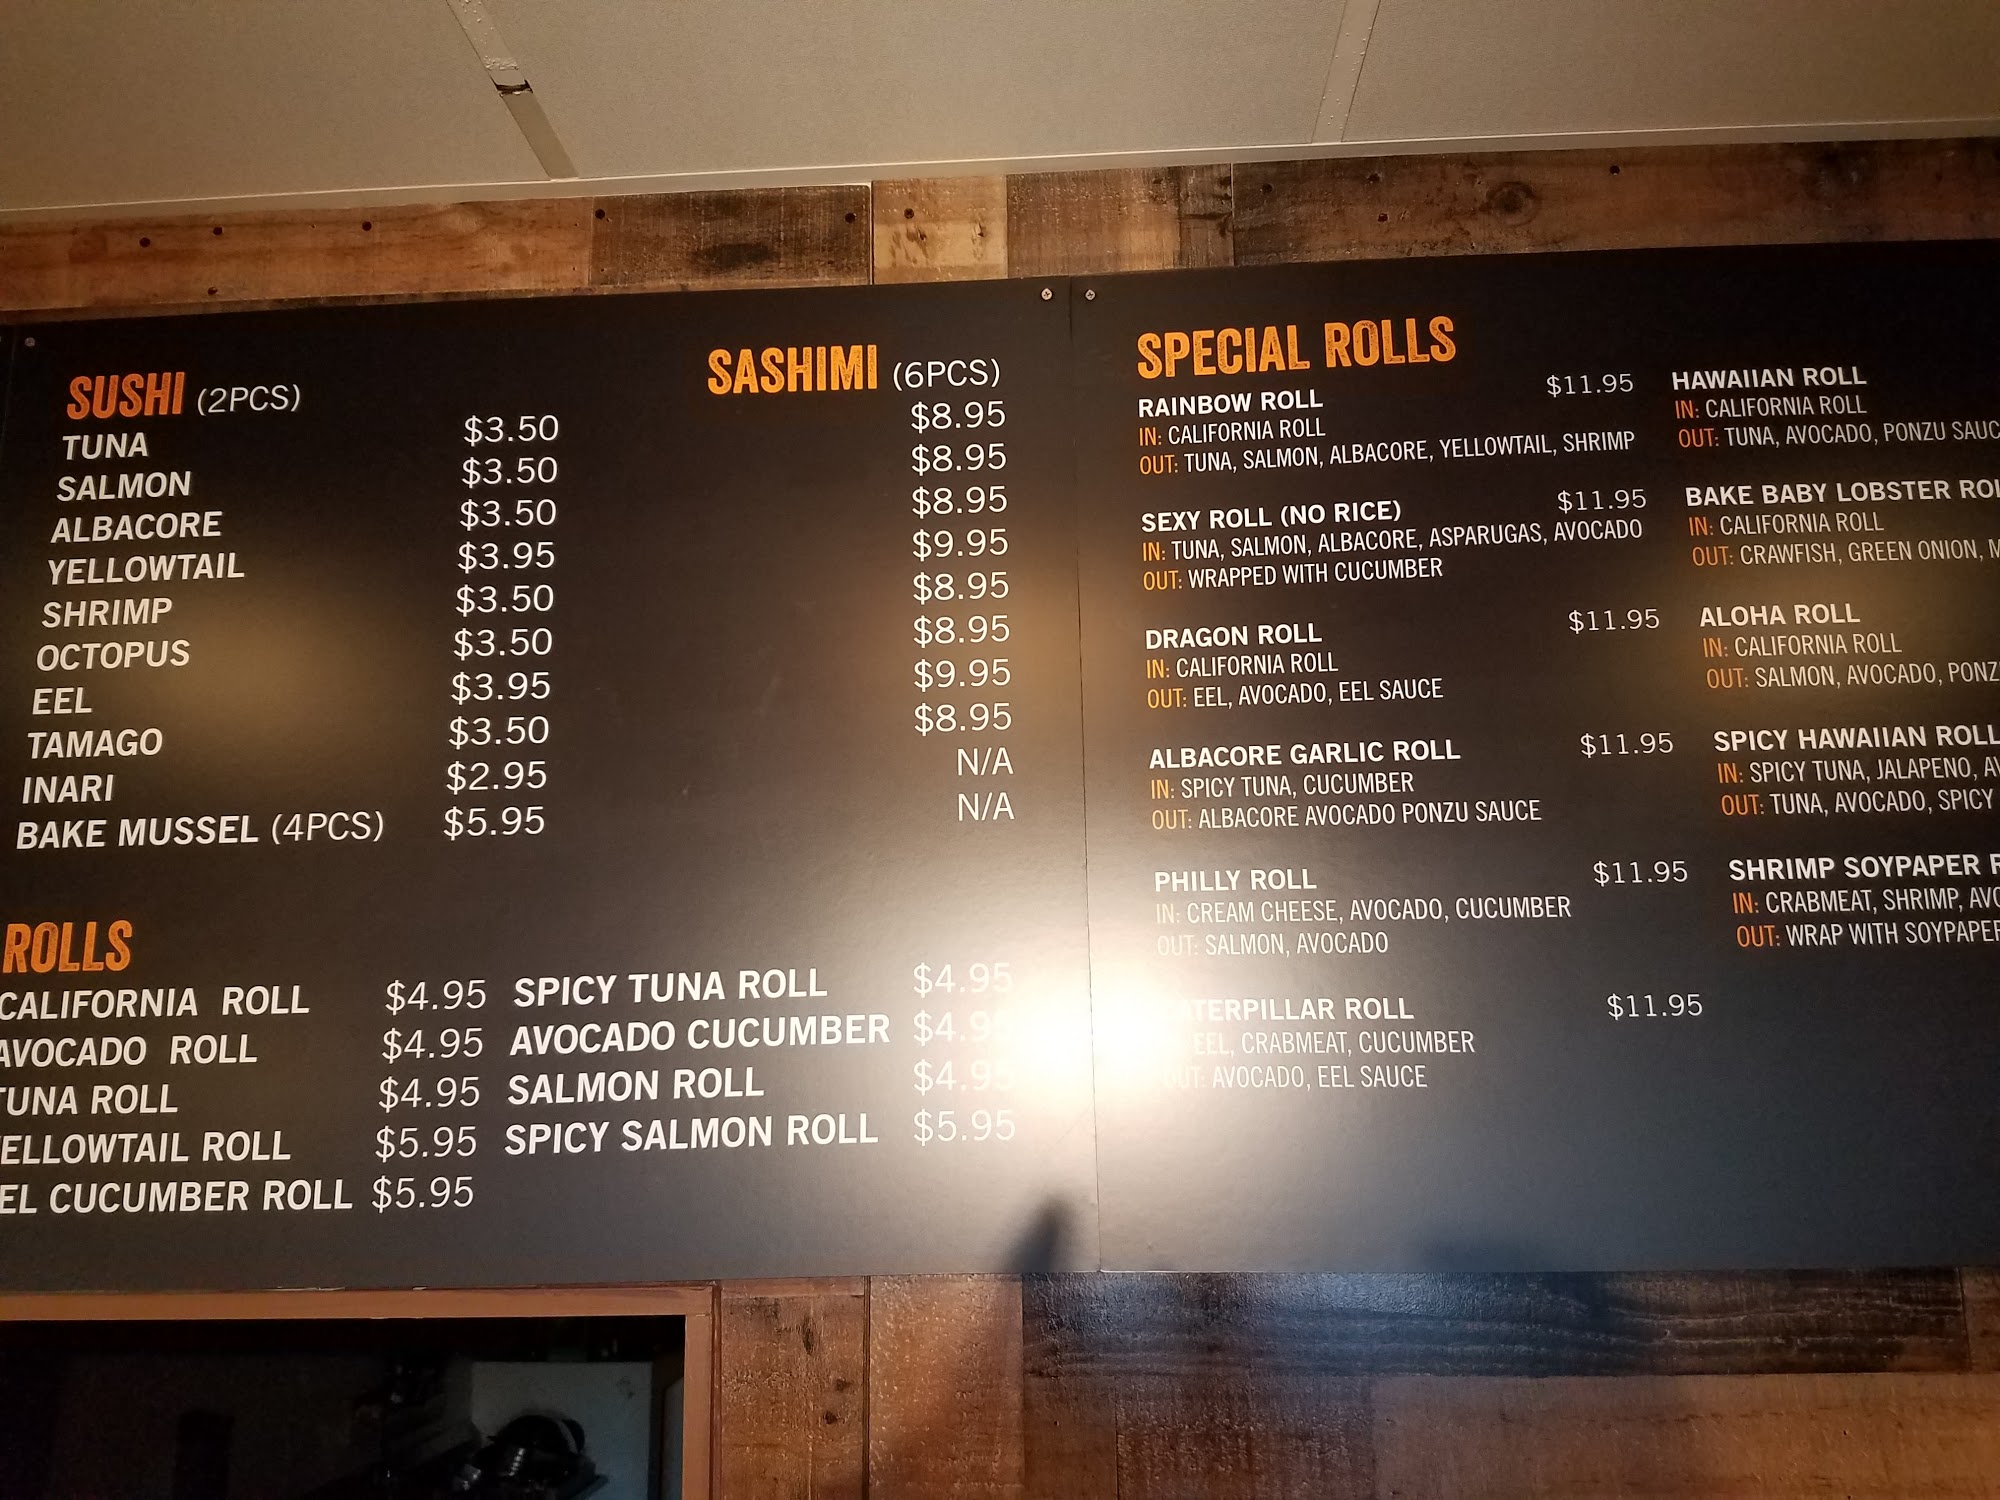 SUSHI (2PCS) SASHIMI (6PCS)
TUNA $3.50 $8.95
SALMON $3.50 $8.95
ALBACORE $3.50 $8.95
YELLOWTAIL $3.95 $9.95
SHRIMP $3.50 $8.95
OCTOPUS $3.50 $8.95
EEL $3.95 $9.95
TAMAGO $3.50 $8.95
INARI $2.95 N/A
BAKE MUSSEL (4PCS) $5.95 N/A
ROLLS
CALIFORNIA ROLL $4.95 SPICY TUNA ROLL $4.95
AVOCADO ROLL $4.95 AVOCADO CUCUMBER
TUNA ROLL $4.95 SALMON ROLL $4.95
ROLL $5.95 SPICY SALMON ROLL $5.95
CUCUMBER ROLL $5.95
SPECIAL ROLLS
RAINBOW ROLL $11.95
IN: CALIFORNIA ROLL
OUT: TUNA, SALMON, ALBACORE, YELLOWTAIL, SHRIMP
SEXY ROLL (NO RICE) $11.95
IN: TUNA, SALMON, ALBACORE, ASPARUGAS, AVOCADO
OUT: WRAPPED WITH CUCUMBER
DRAGON ROLL $11.95
IN: CALIFORNIA ROLL
OUT: EEL, AVOCADO, EEL SAUCE
ALBACORE GARLIC ROLL $11.95
IN: SPICY TUNA, CUCUMBER
OUT: ALBACORE AVOCADO PONZU SAUCE
PHILLY ROLL $11.95
IN: CREAM CHEESE, AVOCADO, CUCUMBER
OUT: SALMON, AVOCADO
ROLL $11.95
EEL, CRABMEAT, CUCUMBER
OUT: AVOCADO, EEL SAUCE
HAWAIIAN ROLL
IN: CALIFORNIA ROLL
OUT: TUNA, AVOCADO, PONZU
BAKE BABY LOBSTER
IN: CALIFORNIA ROLL
OUT: CRAWFISH, GREEN ONION,
ALOHA ROLL
IN: CALIFORNIA ROLL
OUT: SALMON, AVOCADO,
SPICY HAWAIIAN ROLL
IN: SPICY TUNA, JALAPENO,
OUT: TUNA, AVOCADO, SPICY
SHRIMP SOYPAPER
IN: CRABMEAT, SHRIMP,
OUT: WRAP WITH SOYPAPER